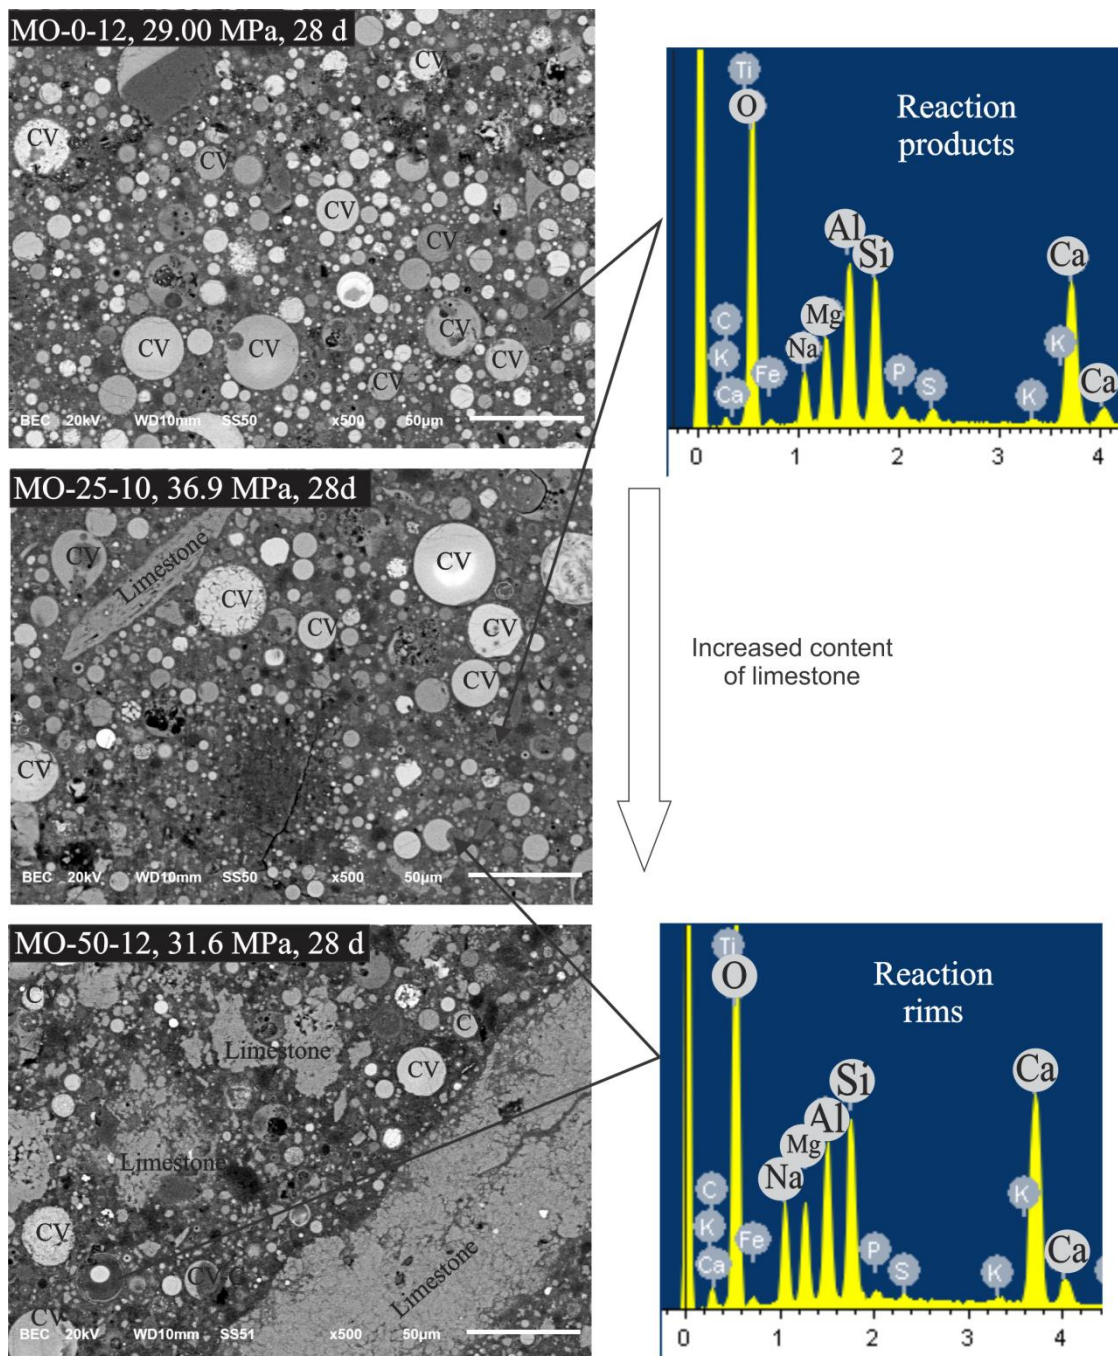 MO-0-12, 29.00 MPa, 28 d
CV
CV
CV
CV
CV
CV
CV
CV
CV
CV
BEC 20kV WD10mm SS50 x500 50µm
Reaction
products
Ti
O
Al
Si
Ca
Mg
Na
C
K
Ca
Fe
P
S
K
K
Ca
0 1 2 3 4
MO-25-10, 36.9 MPa, 28d
CV
Limestone
CV
CV
CV
CV
CV
CV
BEC 20kV WD10mm SS50 x500 50µm
Increased content
of limestone
MO-50-12, 31.6 MPa, 28 d
CV
C
Limestone
CV
Limestone
CV
CV-C
Limestone
CV
BEC 20kV WD10mm SS51 x500 50µm
Reaction
rims
Ti
O
Si
Al
Mg
Na
Ca
C
K
Ca
Fe
P
S
K
K
Ca
0 1 2 3 4